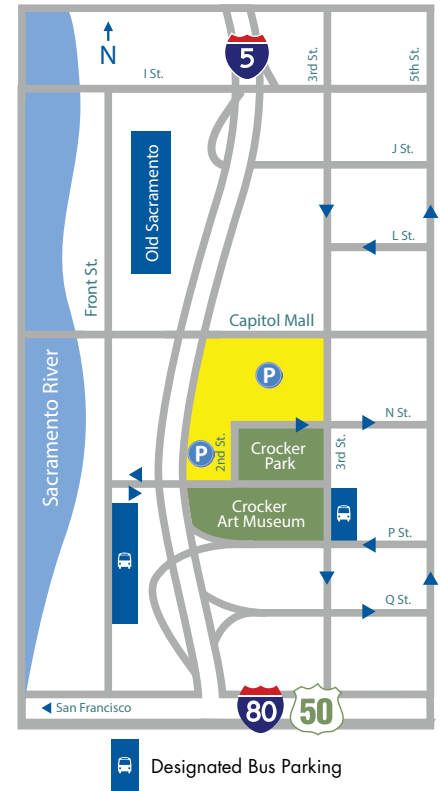 N
5
I St.
3rd St.
5th St.
J St.
Old Sacramento
L St.
Front St.
Capitol Mall
Sacramento River
P
N St.
P
2nd St.
Crocker
Park
3rd St.
Crocker
Art Museum
P St.
Q St.
San Francisco
80
50
Designated Bus Parking